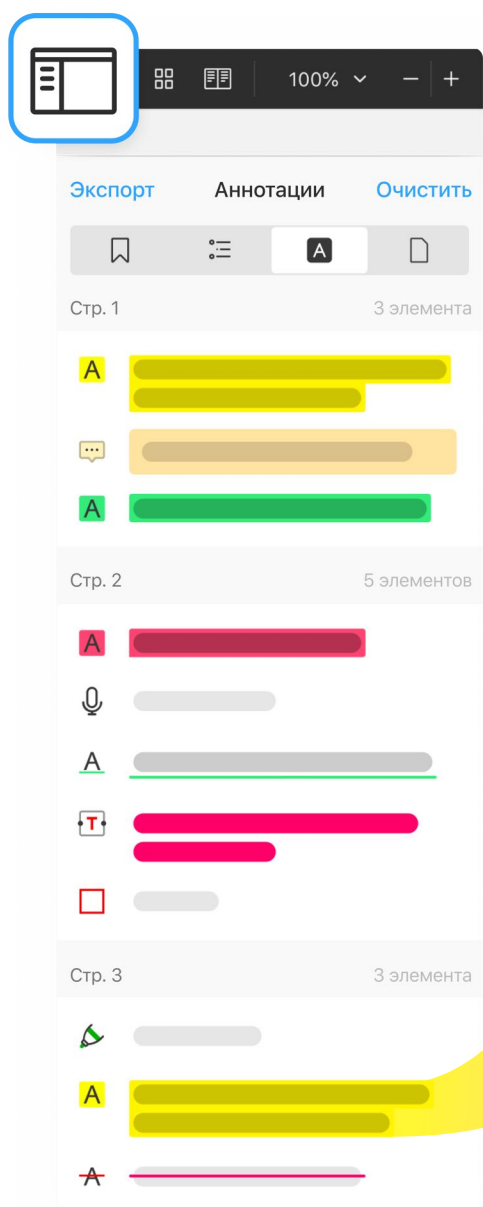 100%
Экспорт Аннотации Очистить
A
Стр. 1 3 элемента
A
A
Стр. 2 5 элементов
A
A
T
Стр. 3 3 элемента
A
A